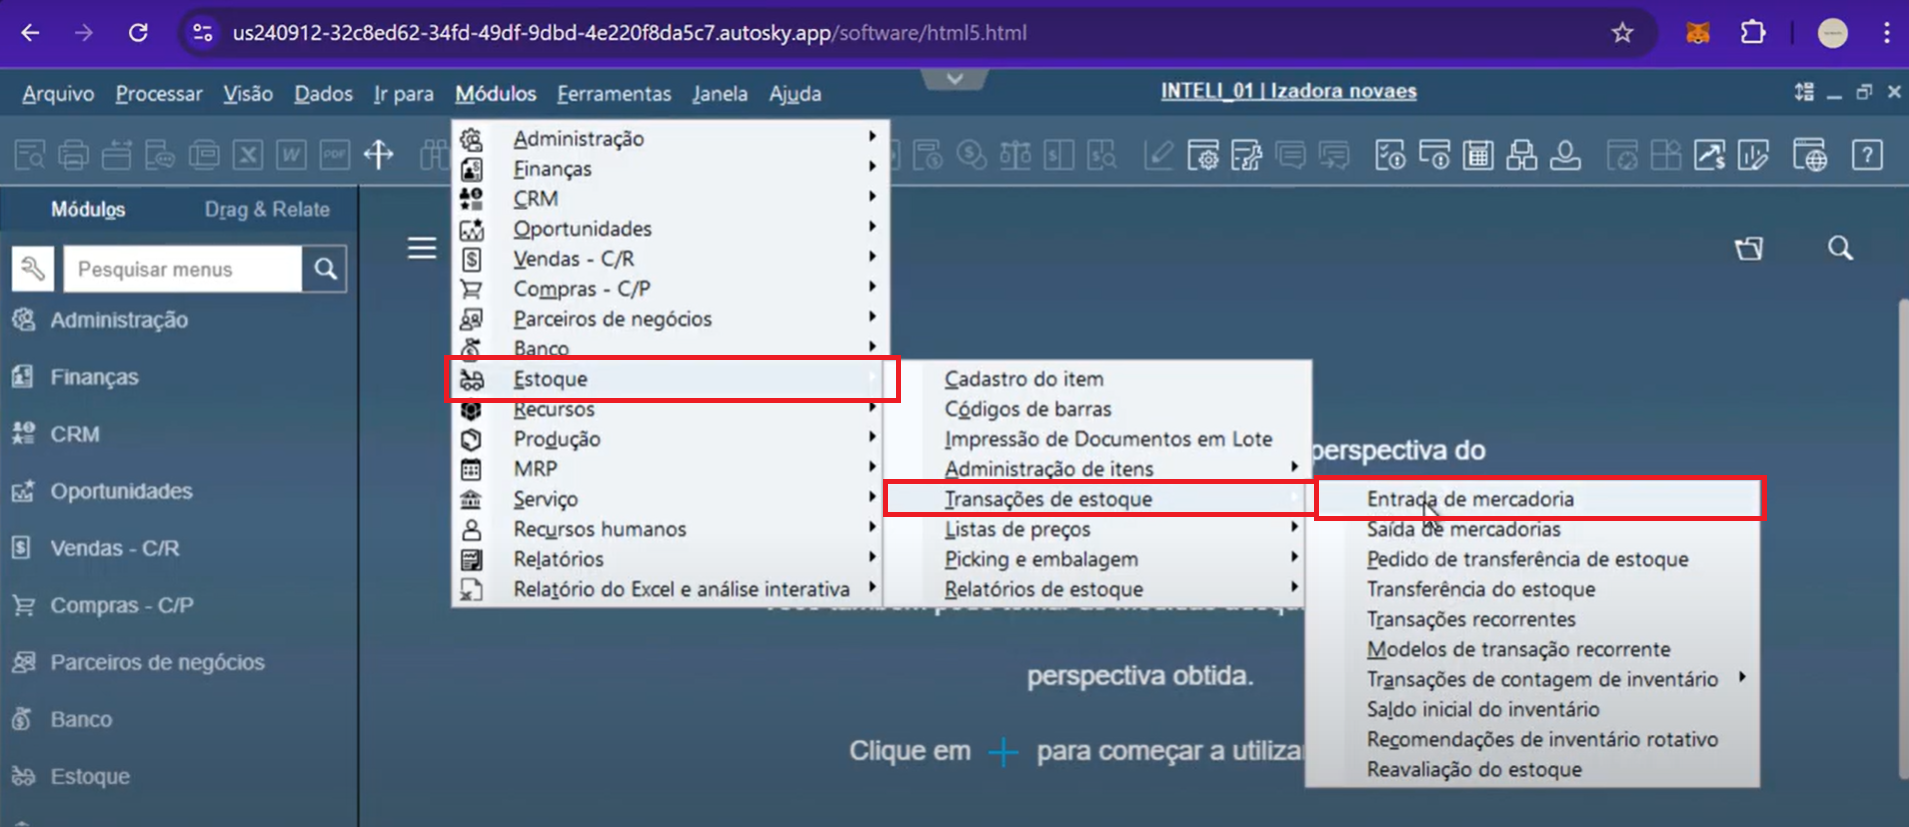 us240912-32c8ed62-34fd-49df-9dbd-4e220f8da5c7.autosky.app/software/html5.html
Arquivo Processar Visão Dados Ir para Módulos Ferramentas Janela Ajuda
INTELI_01 | Izadora novaes
Módulos Drag & Relate
Pesquisar menus
Administração
Finanças
CRM
Oportunidades
Vendas - C/R
Compras - C/P
Parceiros de negócios
Banco
Estoque
Administração
Finanças
CRM
Oportunidades
Vendas - C/R
Compras - C/P
Parceiros de negócios
Banco
Estoque
Recursos
Produção
MRP
Serviço
Recursos humanos
Relatórios
Relatório do Excel e análise interativa
Cadastro do item
Códigos de barras
Impressão de Documentos em Lote
Administração de itens
Transações de estoque
Listas de preços
Picking e embalagem
Relatórios de estoque
Entrada de mercadoria
Saída de mercadorias
Pedido de transferência de estoque
Transferência do estoque
Transações recorrentes
Modelos de transação recorrente
Transações de contagem de inventário
Saldo inicial do inventário
Recomendações de inventário rotativo
Reavaliação do estoque
perspectiva do
perspectiva obtida.
Clique em + para começar a utiliza